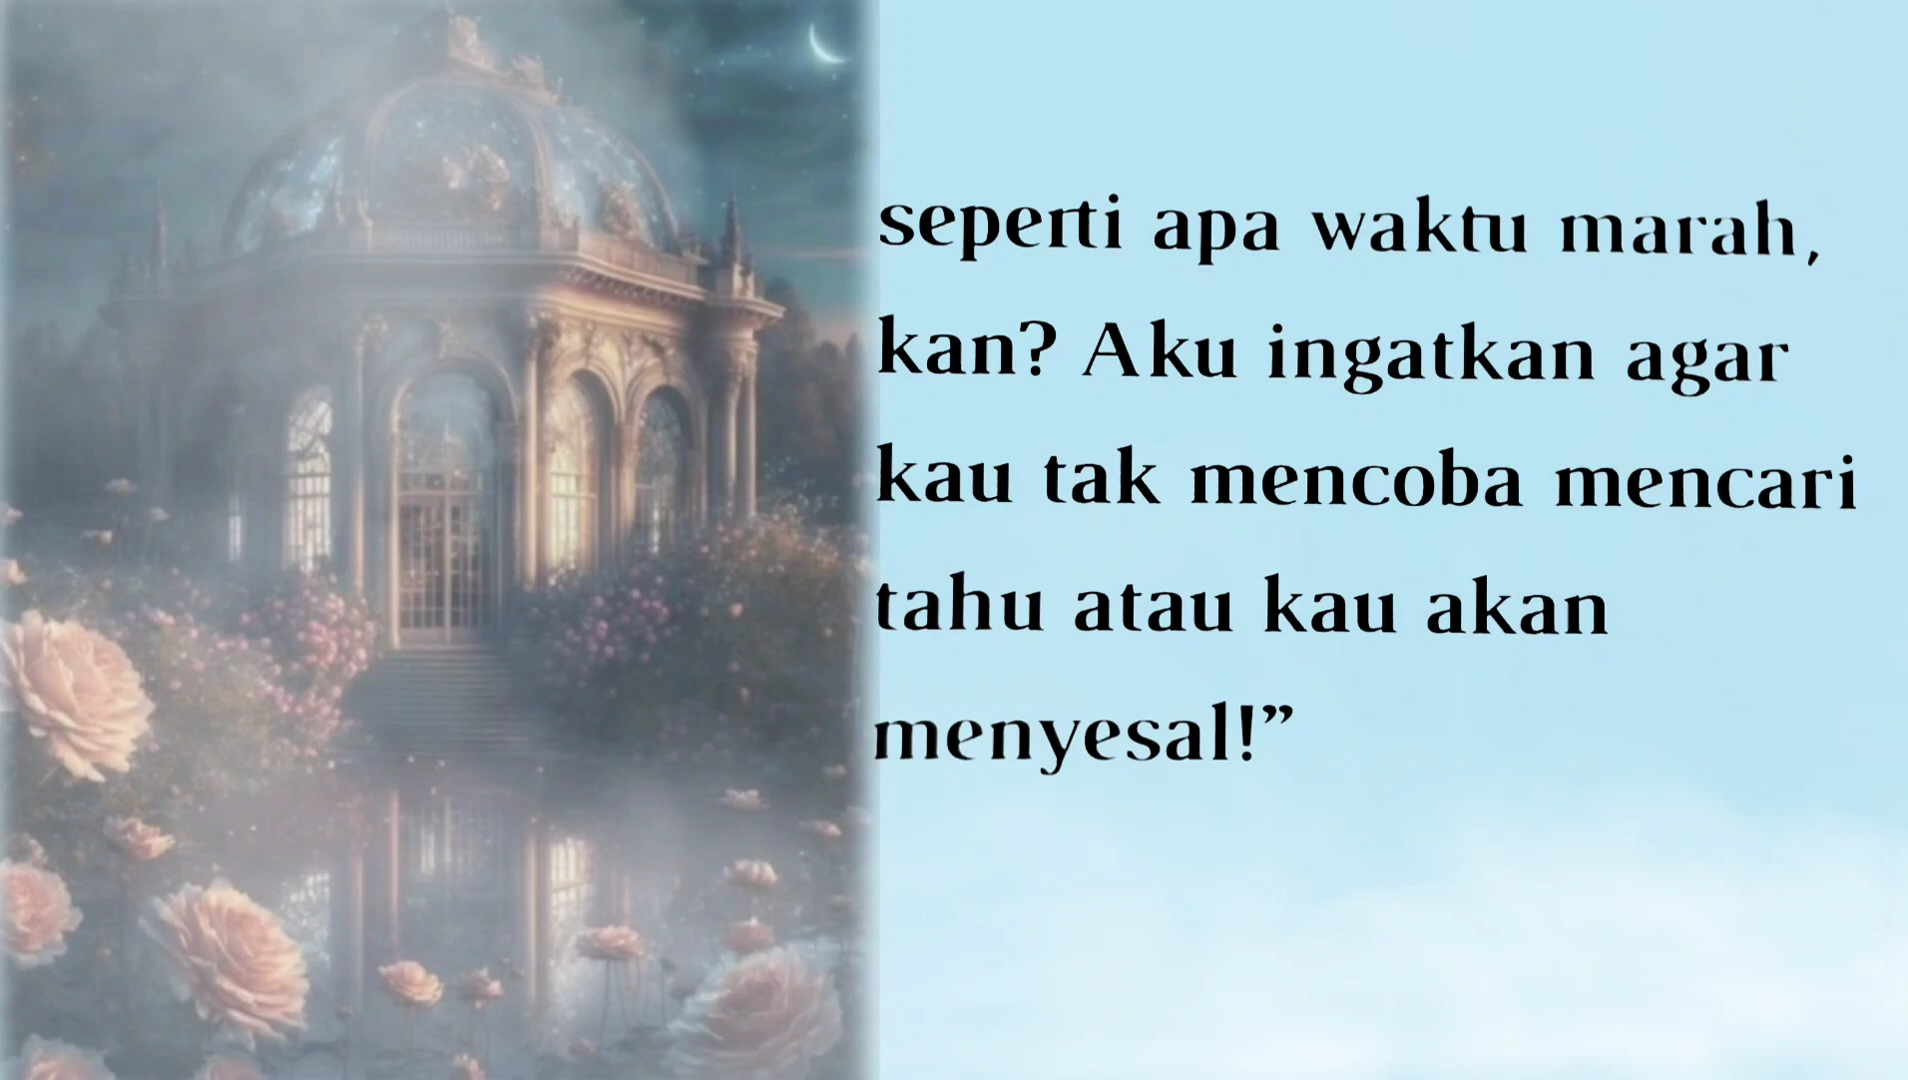 seperti apa waktu marah,
kan? Aku ingatkan agar
kau tak mencoba mencari
tahu atau kau akan
menyesal!”